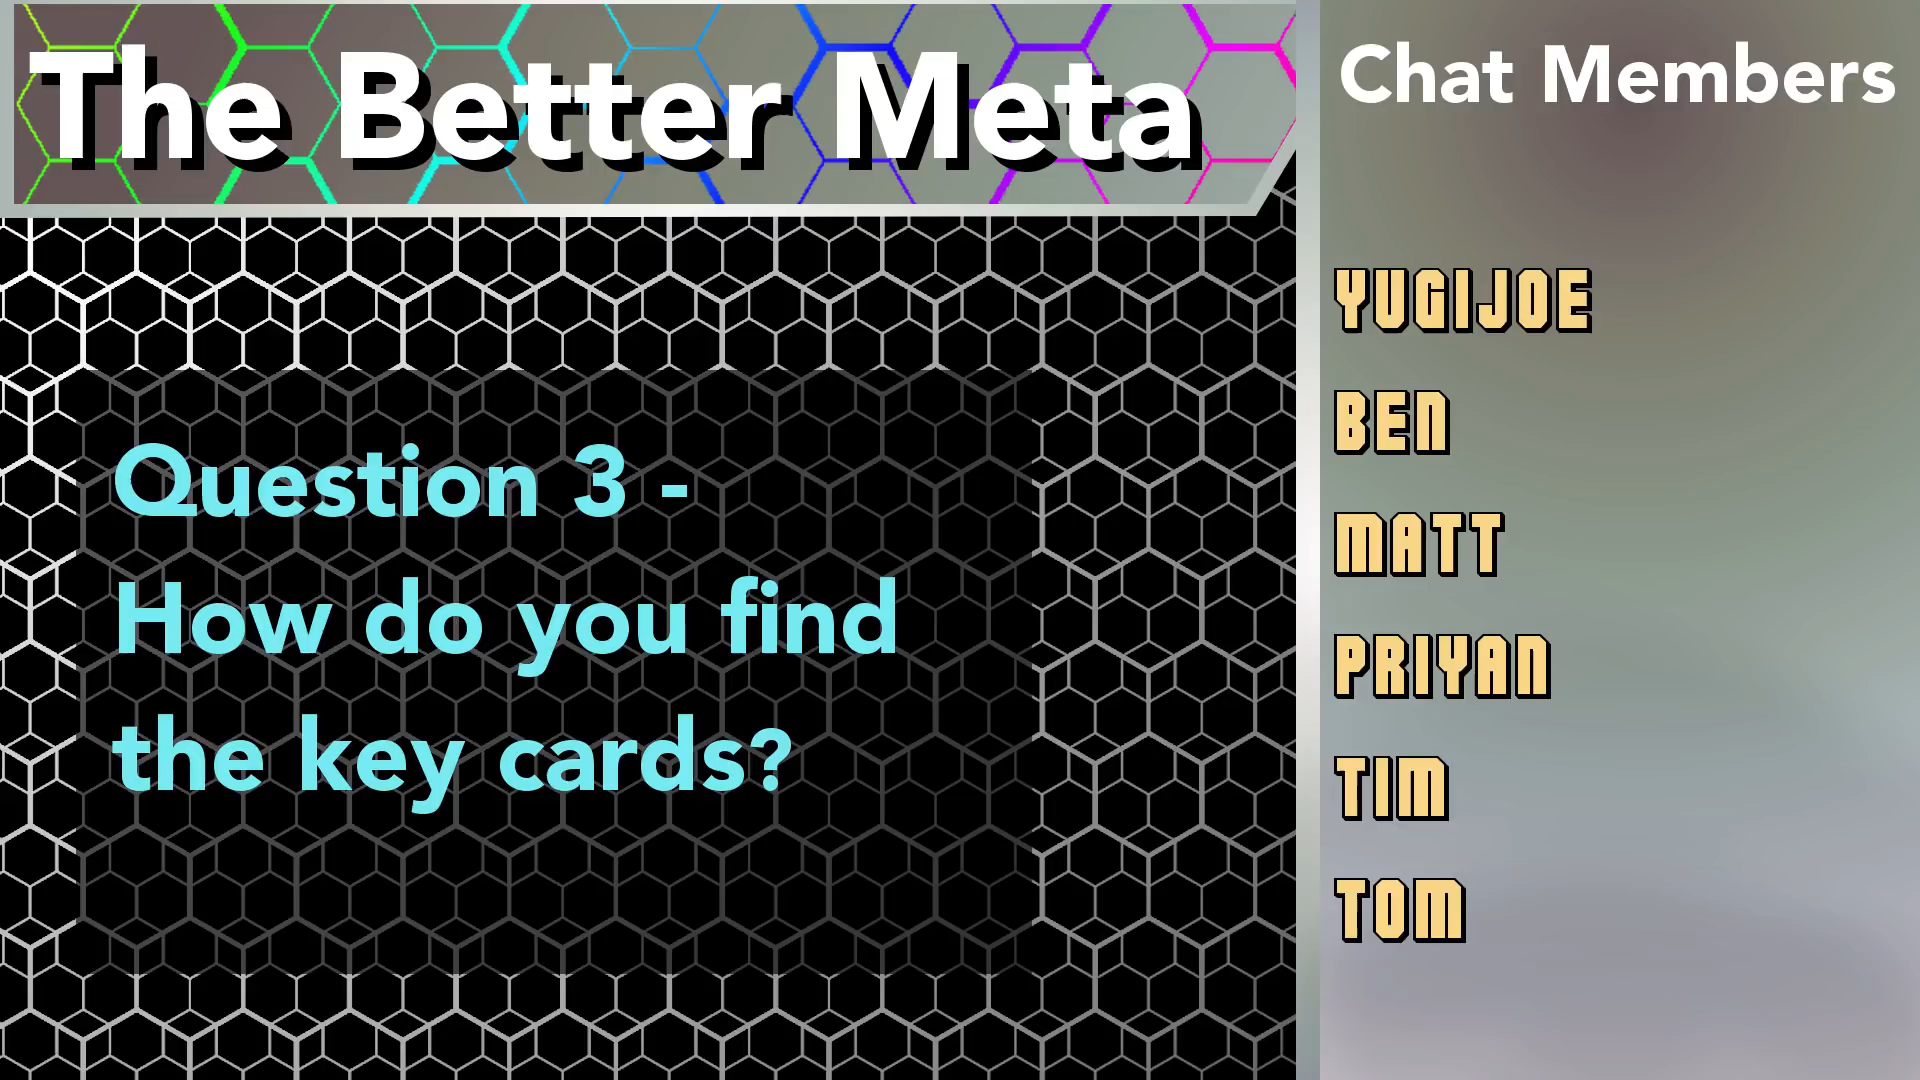 The Better Meta
Question 3 -
How do you find
the key cards?
Chat Members
YUGIJOE
BEN
MATT
PRIYAN
TIM
TOM